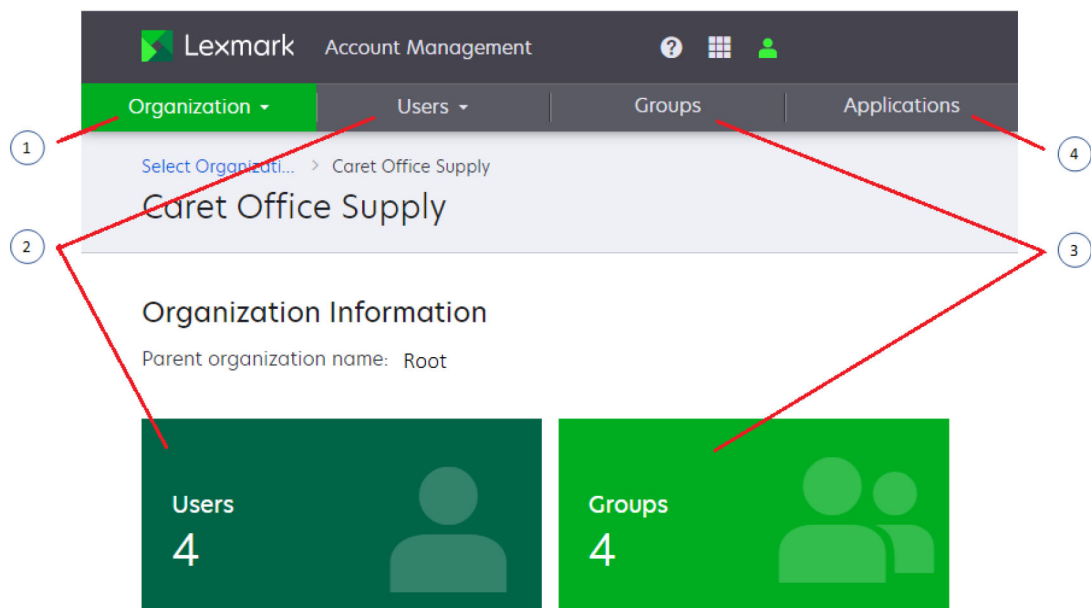 Lexmark Account Management ?
Organization Users Groups Applications
1
4
Select Organizati... > Caret Office Supply
Caret Office Supply
2
3
Organization Information
Parent organization name: Root
Users
4
Groups
4